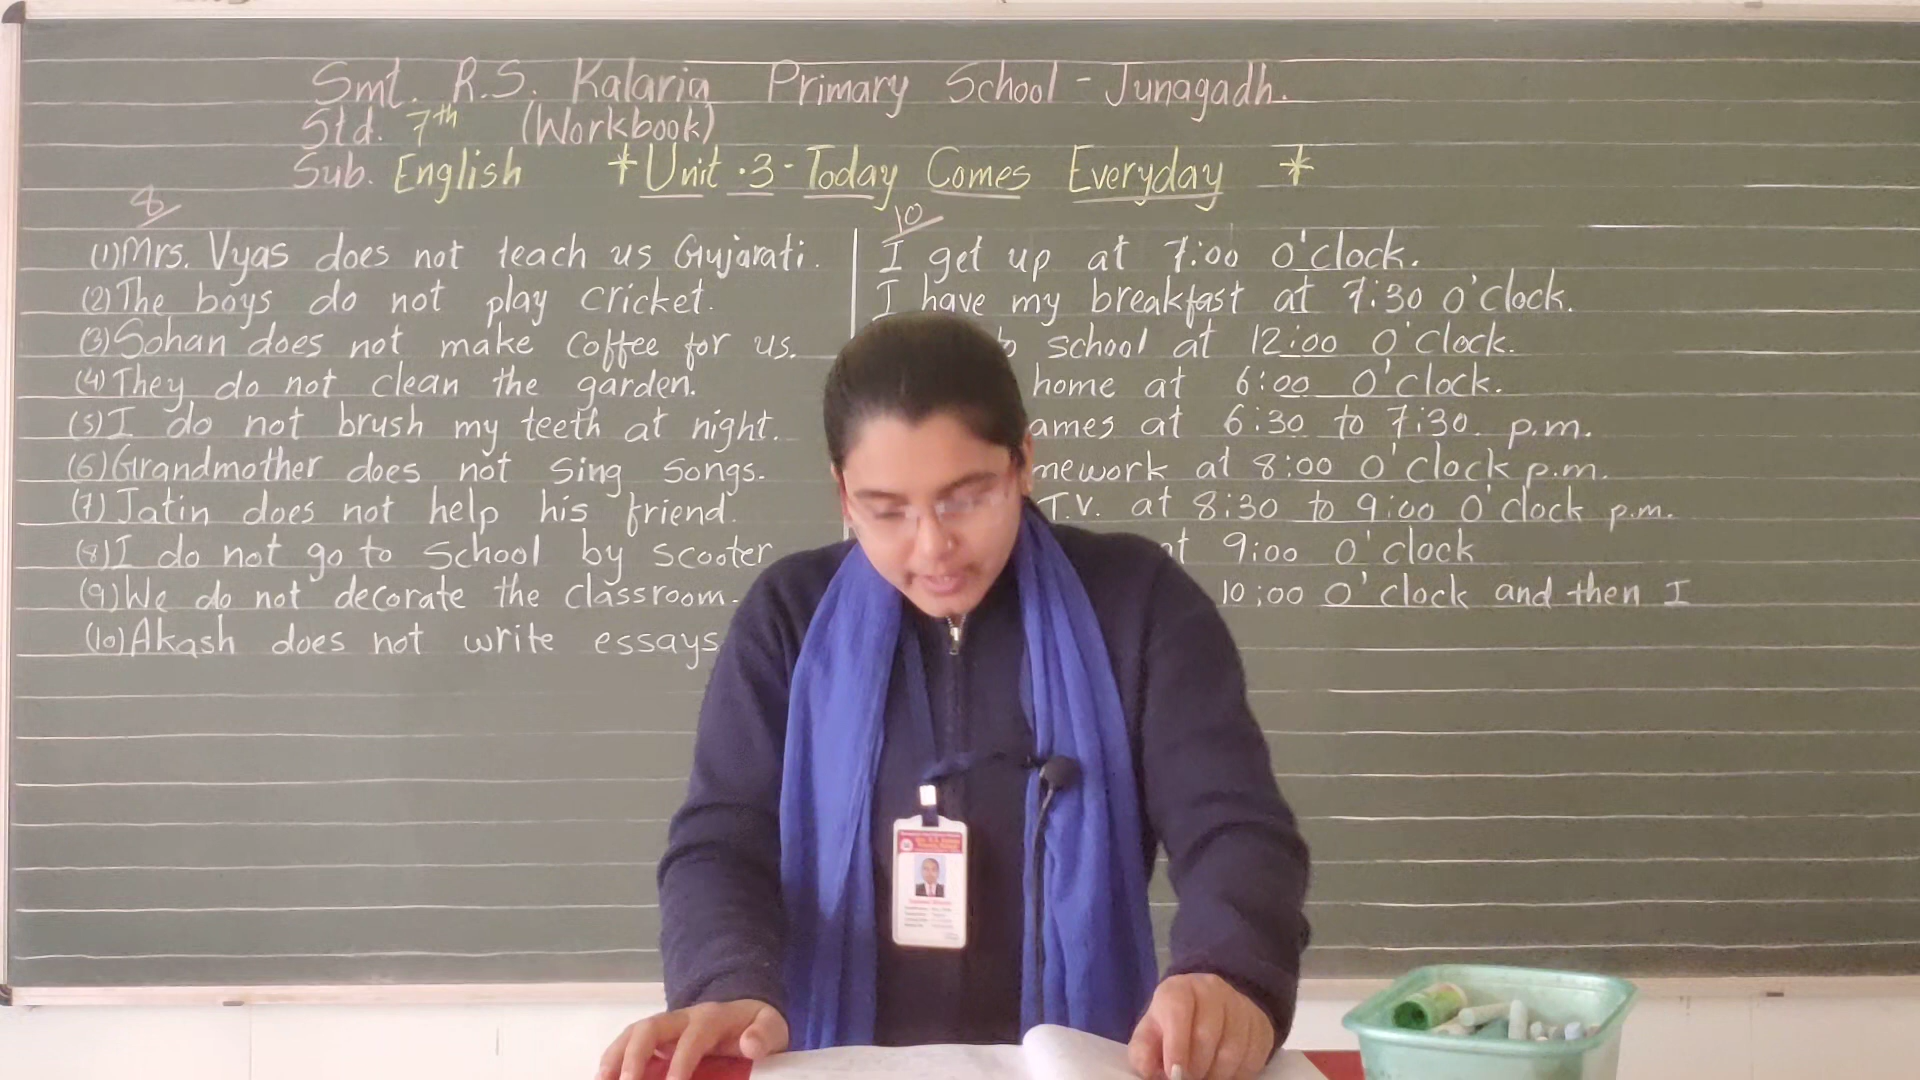 Smt. R.S. Kalaria Primary School - Junagadh.
Std. 7th (Workbook)
Sub. English *Unit.3-Today Comes Everyday *
8
(1)Mrs. Vyas does not teach us Gujarati.
(2)The boys do not play cricket.
(3)Sohan does not make coffee for us.
(4)They do not clean the garden.
(5)I do not brush my teeth at night.
(6)Grandmother does not sing songs.
(7)Jatin does not help his friend.
(8)I do not go to school by scooter
(9)We do not decorate the classroom.
(10)Akash does not write essays
10
I get up at 7:00 O'clock.
I have my breakfast at 7:30 O'clock.
school at 12:00 O'clock.
home at 6:00 O'clock.
ames at 6:30 to 7:30 p.m.
mework at 8:00 O'clock p.m.
T.V. at 8:30 to 9:00 O'clock p.m.
9:00 O'clock
10:00 O'clock and then I